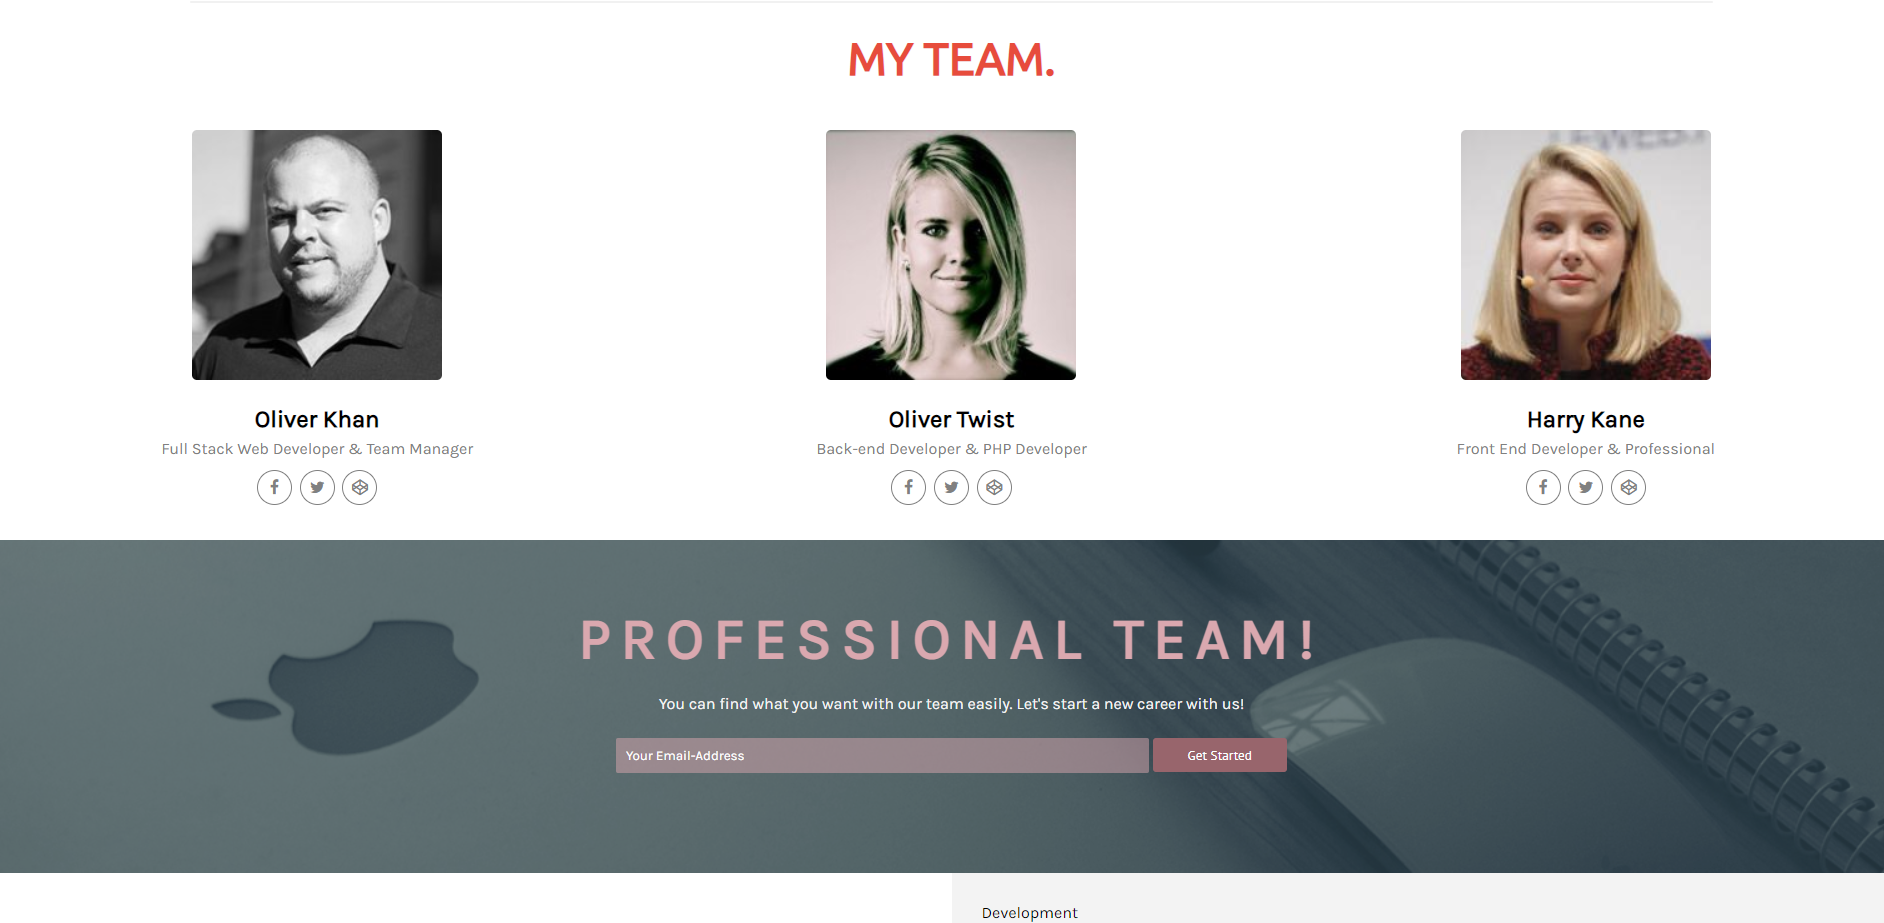 MY TEAM.
Oliver Khan
Full Stack Web Developer & Team Manager
Oliver Twist
Back-end Developer & PHP Developer
Harry Kane
Front End Developer & Professional
PROFESSIONAL TEAM!
You can find what you want with our team easily. Let's start a new career with us!
Your Email-Address
Get Started
Development